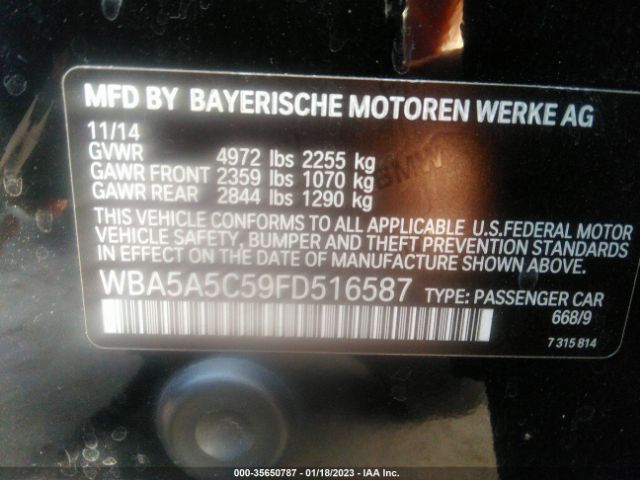 MFD BY BAYERISCHE MOTOREN WERKE AG
11/14
GVWR 4972 lbs 2255 kg
GAWR FRONT 2359 lbs 1070 kg
GAWR REAR 2844 lbs 1290 kg
BMW
THIS VEHICLE CONFORMS TO ALL APPLICABLE U.S.FEDERAL MOTOR
VEHICLE SAFETY, BUMPER AND THEFT PREVENTION STANDARDS
IN EFFECT ON THE DATE OF MANUFACTURE SHOWN ABOVE.
WBA5A5C59FD516587 TYPE: PASSENGER CAR
668/9
7 315 814
000-35650787 - 01/18/2023 - IAA Inc.